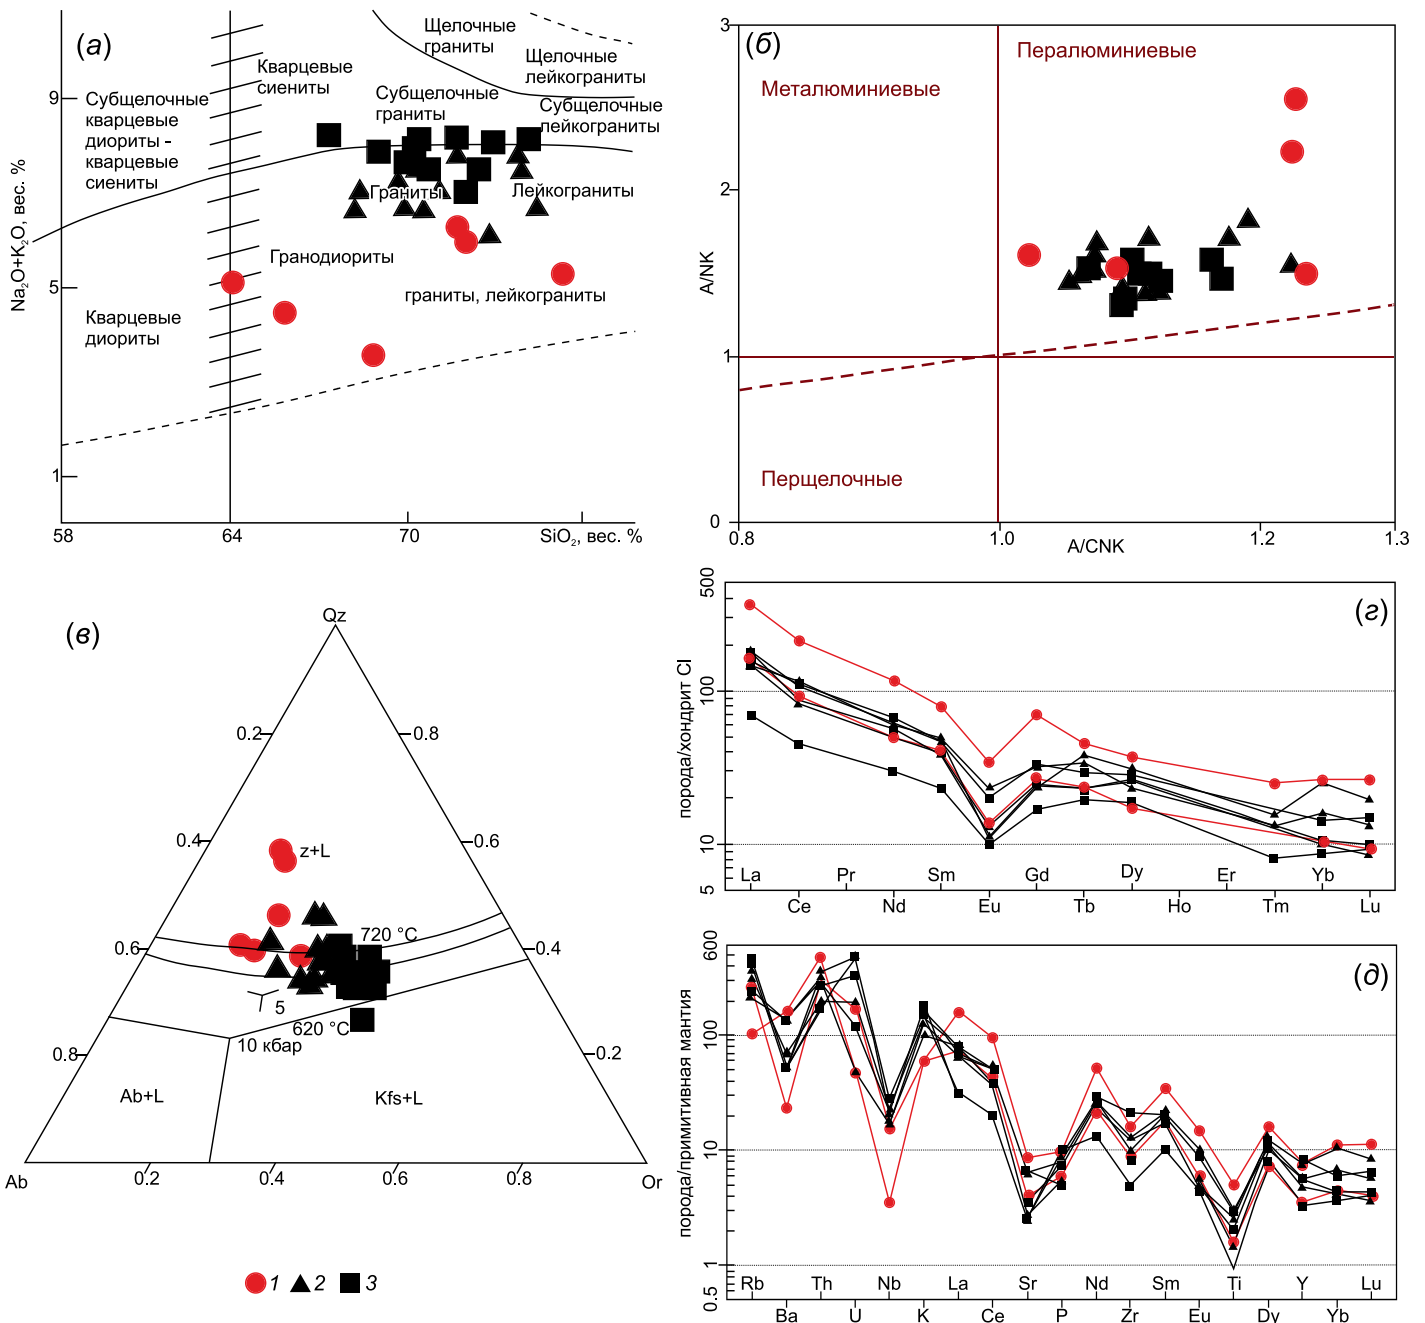 (а)
Щелочные
граниты
Щелочные
лейкограниты
Кварцевые
сиениты
Субщелочные
граниты
Субщелочные
лейкограниты
Субщелочные
кварцевые
диориты -
кварцевые
сиениты
Граниты
Лейкограниты
Гранодиориты
граниты, лейкограниты
Кварцевые
диориты
Na₂O+K₂O, вес. %
9
5
1
58
64
70
SiO₂, вес. %
(б)
Пералюминиевые
Металюминиевые
Перщелочные
A/NK
3
2
1
0
0.8
1.0
1.2
1.3
A/CNK
(в)
Qz
0.2
0.8
0.4
0.6
z+L
720 °C
0.6
0.4
5
620 °C
10 кбар
0.8
0.2
Ab+L
Kfs+L
Ab
Or
0.2
0.4
0.6
0.8
1
2
3
(г)
порода/хондрит CI
500
100
10
5
La
Pr
Sm
Gd
Dy
Er
Yb
Ce
Nd
Eu
Tb
Ho
Tm
Lu
(д)
порода/примитивная мантия
600
100
10
1
0.5
Rb
Th
Nb
La
Sr
Nd
Sm
Ti
Y
Lu
K
Ba
U
Ce
P
Zr
Eu
Dy
Yb